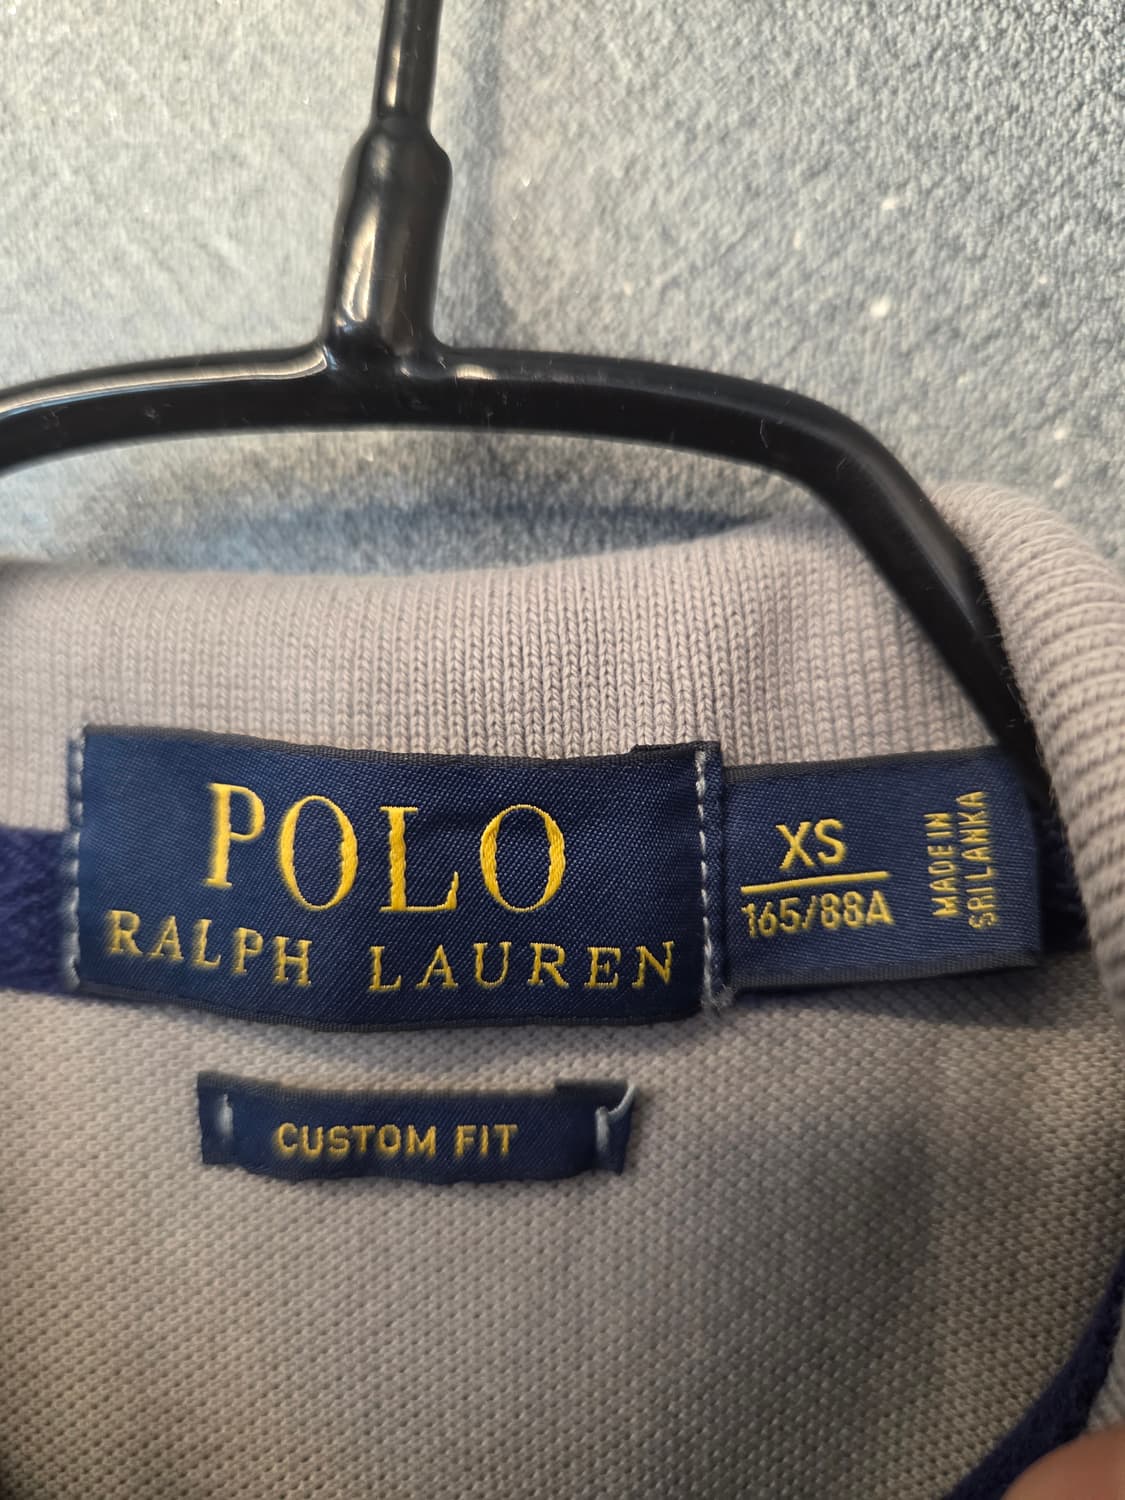 POLO
RALPH LAUREN
XS
165/88A
MADE IN
SRI LANKA
CUSTOM FIT